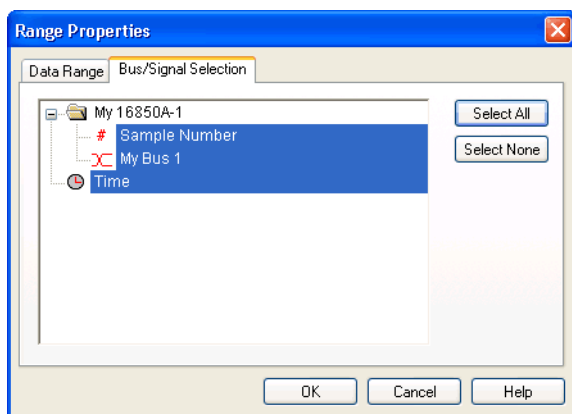 Range Properties
Data Range Bus/Signal Selection
My 16850A-1
Select All
# Sample Number
My Bus 1
Select None
Time
OK Cancel Help